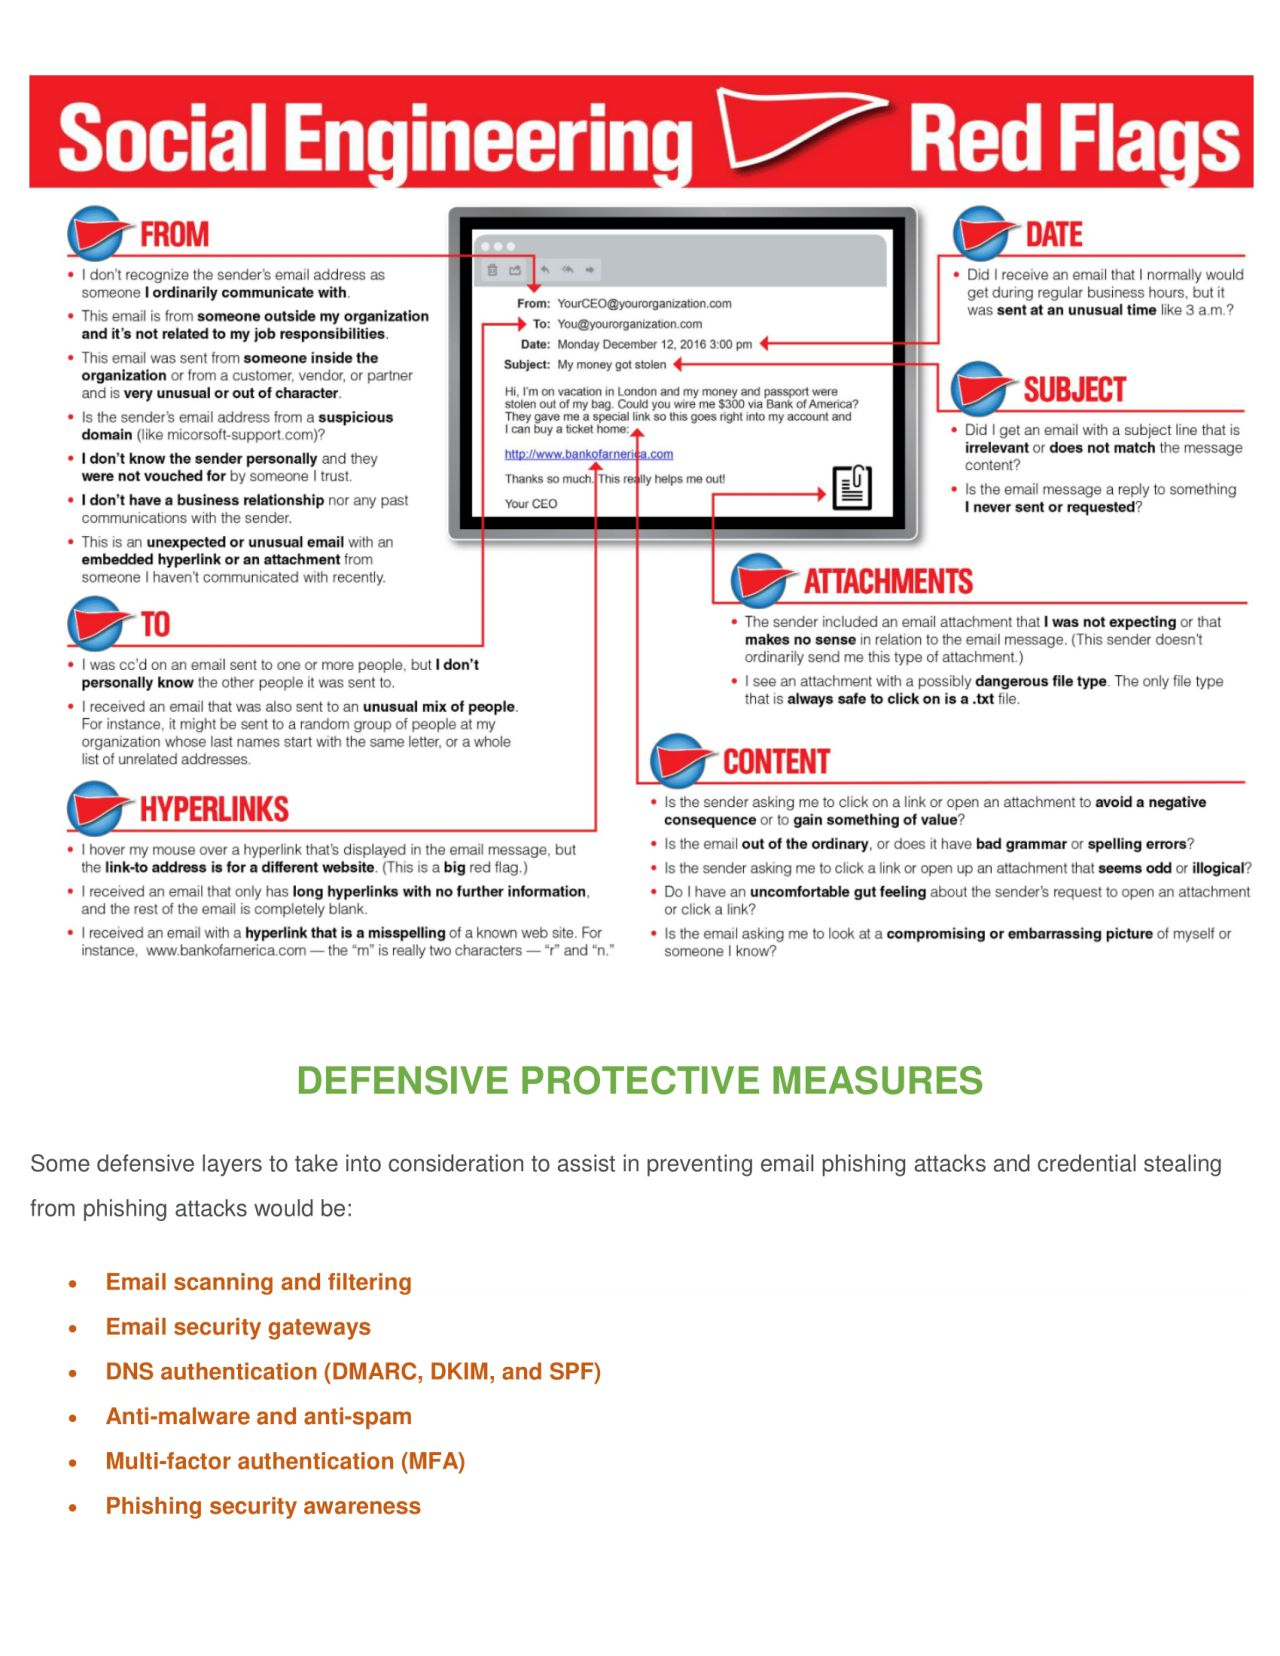 Social Engineering Red Flags
FROM
• I don't recognize the sender's email address as
someone I ordinarily communicate with.
• This email is from someone outside my organization
and it's not related to my job responsibilities.
• This email was sent from someone inside the
organization or from a customer, vendor, or partner
and is very unusual or out of character.
• Is the sender's email address from a suspicious
domain (like micorsoft-support.com)?
• I don't know the sender personally and they
were not vouched for by someone I trust.
• I don't have a business relationship nor any past
communications with the sender.
• This is an unexpected or unusual email with an
embedded hyperlink or an attachment from
someone I haven't communicated with recently.
TO
• I was cc'd on an email sent to one or more people, but I don't
personally know the other people it was sent to.
• I received an email that was also sent to an unusual mix of people.
For instance, it might be sent to a random group of people at my
organization whose last names start with the same letter, or a whole
list of unrelated addresses.
HYPERLINKS
• I hover my mouse over a hyperlink that's displayed in the email message, but
the link-to address is for a different website. (This is a big red flag.)
• I received an email that only has long hyperlinks with no further information,
and the rest of the email is completely blank.
• I received an email with a hyperlink that is a misspelling of a known web site. For
instance, www.bankofarnerica.com — the "m" is really two characters — "r" and "n."
From: YourCEO@yourorganization.com
To: You@yourorganization.com
Date: Monday December 12, 2016 3:00 pm
Subject: My money got stolen
Hi, I'm on vacation in London and my money and passport were
stolen out of my bag. Could you wire me $300 via Bank of America?
They gave me a special link so this goes right into my account and
I can buy a ticket home:
http://www.bankofarnerica.com
Thanks so much. This really helps me out!
Your CEO
DATE
• Did I receive an email that I normally would
get during regular business hours, but it
was sent at an unusual time like 3 a.m.?
SUBJECT
• Did I get an email with a subject line that is
irrelevant or does not match the message
content?
• Is the email message a reply to something
I never sent or requested?
ATTACHMENTS
• The sender included an email attachment that I was not expecting or that
makes no sense in relation to the email message. (This sender doesn't
ordinarily send me this type of attachment.)
• I see an attachment with a possibly dangerous file type. The only file type
that is always safe to click on is a .txt file.
CONTENT
• Is the sender asking me to click on a link or open an attachment to avoid a negative
consequence or to gain something of value?
• Is the email out of the ordinary, or does it have bad grammar or spelling errors?
• Is the sender asking me to click a link or open up an attachment that seems odd or illogical?
• Do I have an uncomfortable gut feeling about the sender's request to open an attachment
or click a link?
• Is the email asking me to look at a compromising or embarrassing picture of myself or
someone I know?
DEFENSIVE PROTECTIVE MEASURES
Some defensive layers to take into consideration to assist in preventing email phishing attacks and credential stealing
from phishing attacks would be:
• Email scanning and filtering
• Email security gateways
• DNS authentication (DMARC, DKIM, and SPF)
• Anti-malware and anti-spam
• Multi-factor authentication (MFA)
• Phishing security awareness